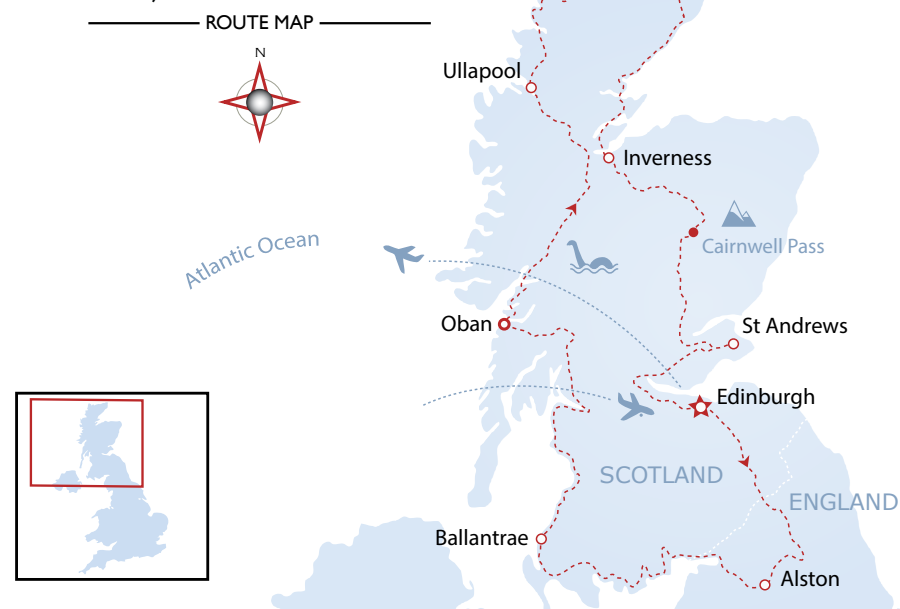 ROUTE MAP
N
Ullapool
Inverness
Cairnwell Pass
Atlantic Ocean
Oban
St Andrews
Edinburgh
SCOTLAND
ENGLAND
Ballantrae
Alston